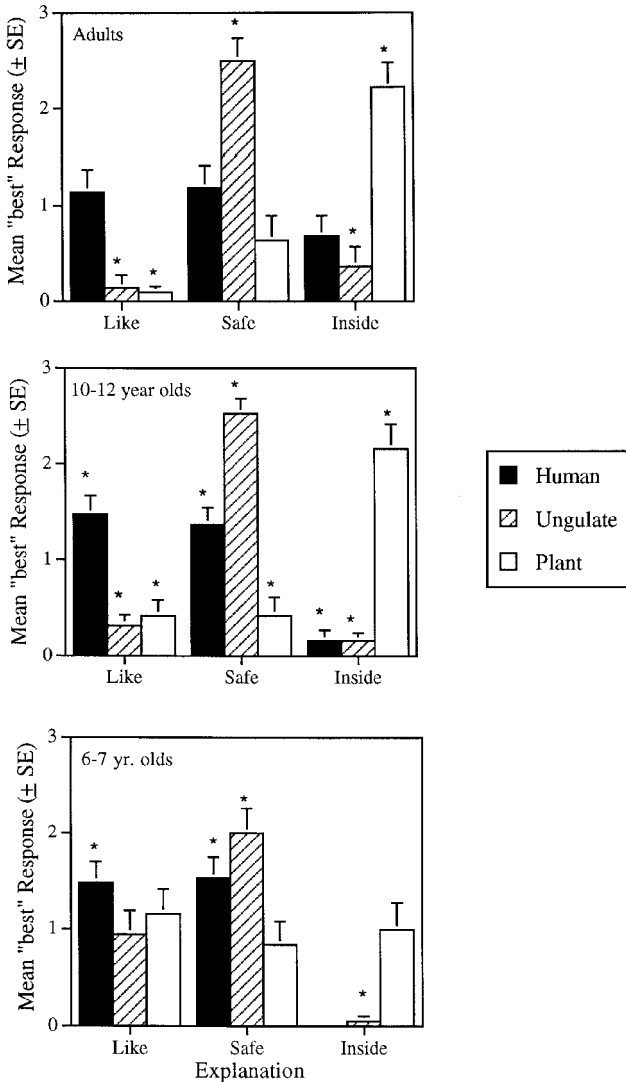 Adults
Mean "best" Response (± SE)
3
2
1
0
*
*
*
*
*
Like
Safe
Inside
10-12 year olds
Mean "best" Response (± SE)
3
2
1
0
*
*
*
*
*
*
*
*
*
Like
Safe
Inside
Human
Ungulate
Plant
6-7 yr. olds
Mean "best" Response (± SE)
3
2
1
0
*
*
*
*
Like
Safe
Inside
Explanation